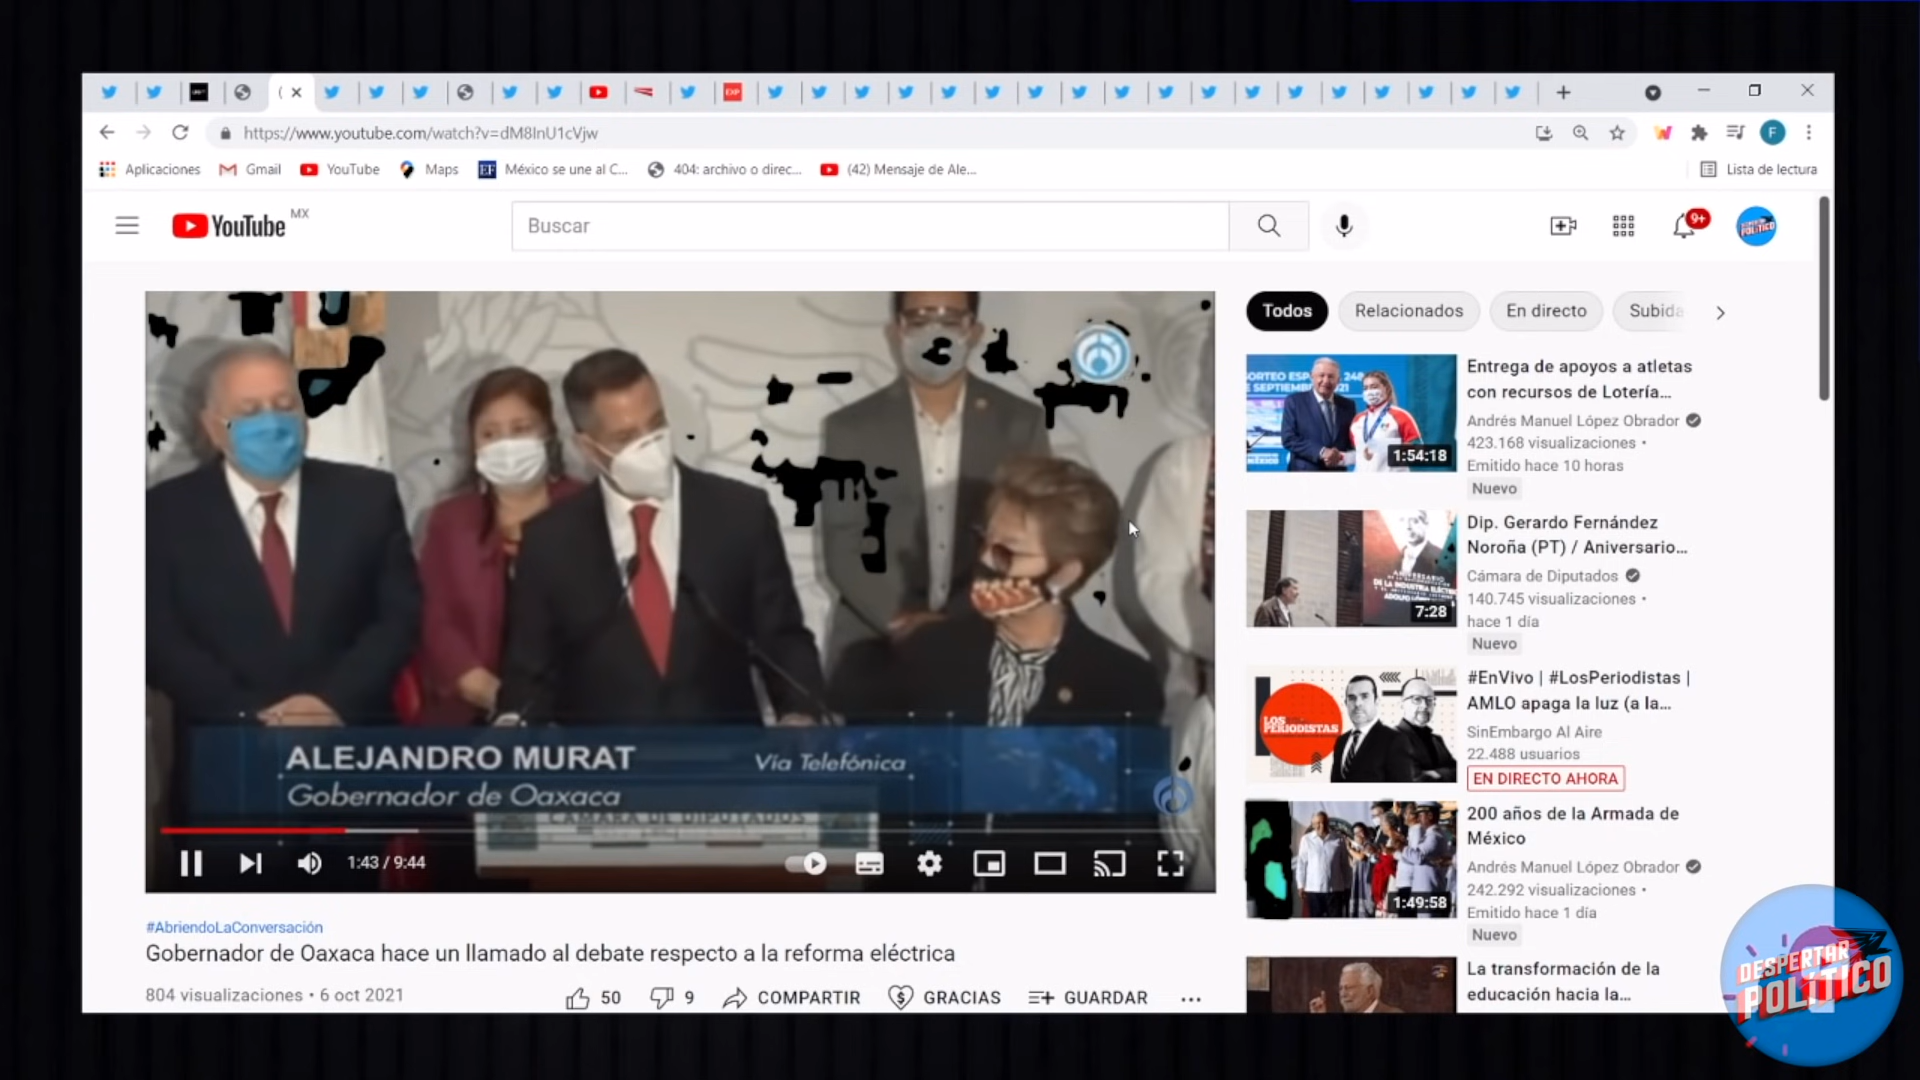 https://www.youtube.com/watch?v=dM8InU1cVjw
Aplicaciones
Gmail
YouTube
Maps
México se une al C...
404: archivo o direc...
(42) Mensaje de Ale...
Lista de lectura
YouTube MX
Buscar
9+
F
DESPERTAR POLÍTICO
ALEJANDRO MURAT
Vía Telefónica
Gobernador de Oaxaca
CÁMARA DE DIPUTADOS
1:43 / 9:44
#AbriendoLaConversación
Gobernador de Oaxaca hace un llamado al debate respecto a la reforma eléctrica
804 visualizaciones • 6 oct 2021
50
9
COMPARTIR
GRACIAS
GUARDAR
Todos
Relacionados
En directo
Subida
1:54:18
Entrega de apoyos a atletas
con recursos de Lotería...
Andrés Manuel López Obrador
423.168 visualizaciones •
Emitido hace 10 horas
Nuevo
7:28
Dip. Gerardo Fernández
Noroña (PT) / Aniversario...
Cámara de Diputados
140.745 visualizaciones •
hace 1 día
Nuevo
LOS
PERIODISTAS
#EnVivo | #LosPeriodistas |
AMLO apaga la luz (a la...
SinEmbargo Al Aire
22.488 usuarios
EN DIRECTO AHORA
1:49:58
200 años de la Armada de
México
Andrés Manuel López Obrador
242.292 visualizaciones •
Emitido hace 1 día
Nuevo
La transformación de la
educación hacia la...
DESPERTAR
POLÍTICO